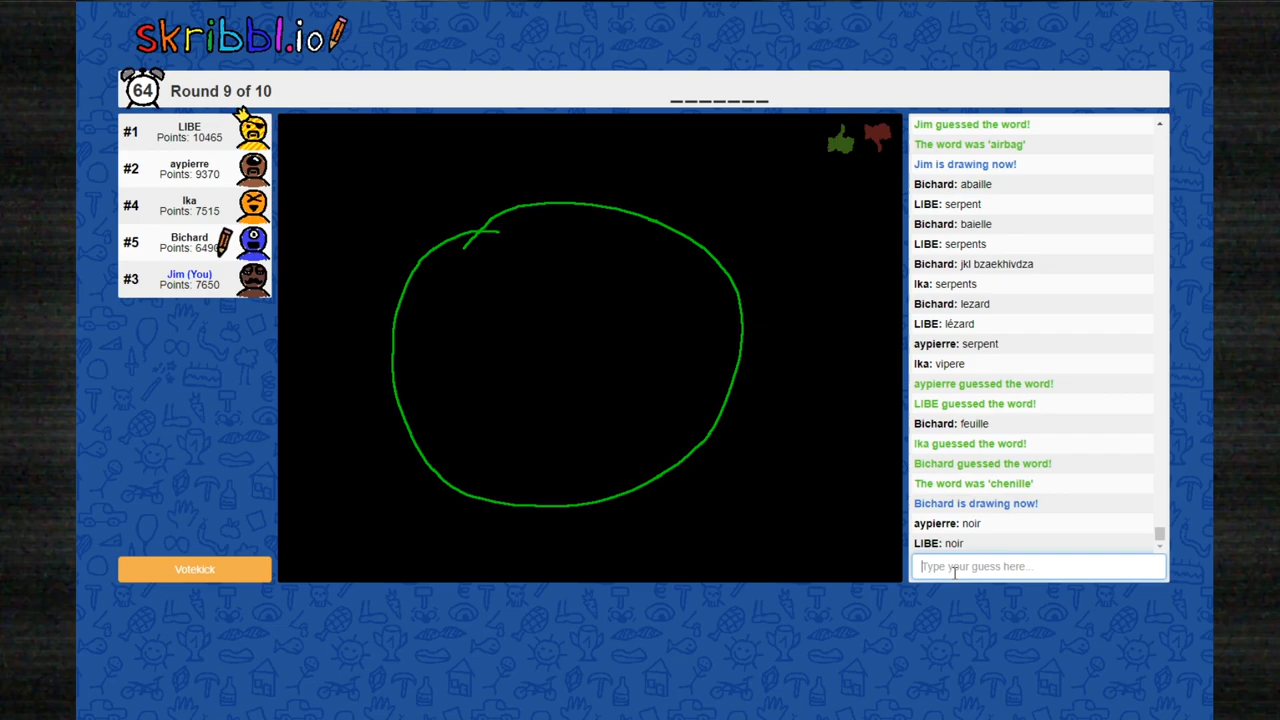 skribbl.io
64
Round 9 of 10
_______
#1 LIBE
Points: 10465
#2 aypierre
Points: 9370
#4 Ika
Points: 7515
#5 Bichard
Points: 6490
#3 Jim (You)
Points: 7650
Votekick
Jim guessed the word!
The word was 'airbag'
Jim is drawing now!
Bichard: abaille
LIBE: serpent
Bichard: baielle
LIBE: serpents
Bichard: jkl bzaekhivdza
Ika: serpents
Bichard: lezard
LIBE: lézard
aypierre: serpent
Ika: vipere
aypierre guessed the word!
LIBE guessed the word!
Bichard: feuille
Ika guessed the word!
Bichard guessed the word!
The word was 'chenille'
Bichard is drawing now!
aypierre: noir
LIBE: noir
Type your guess here...